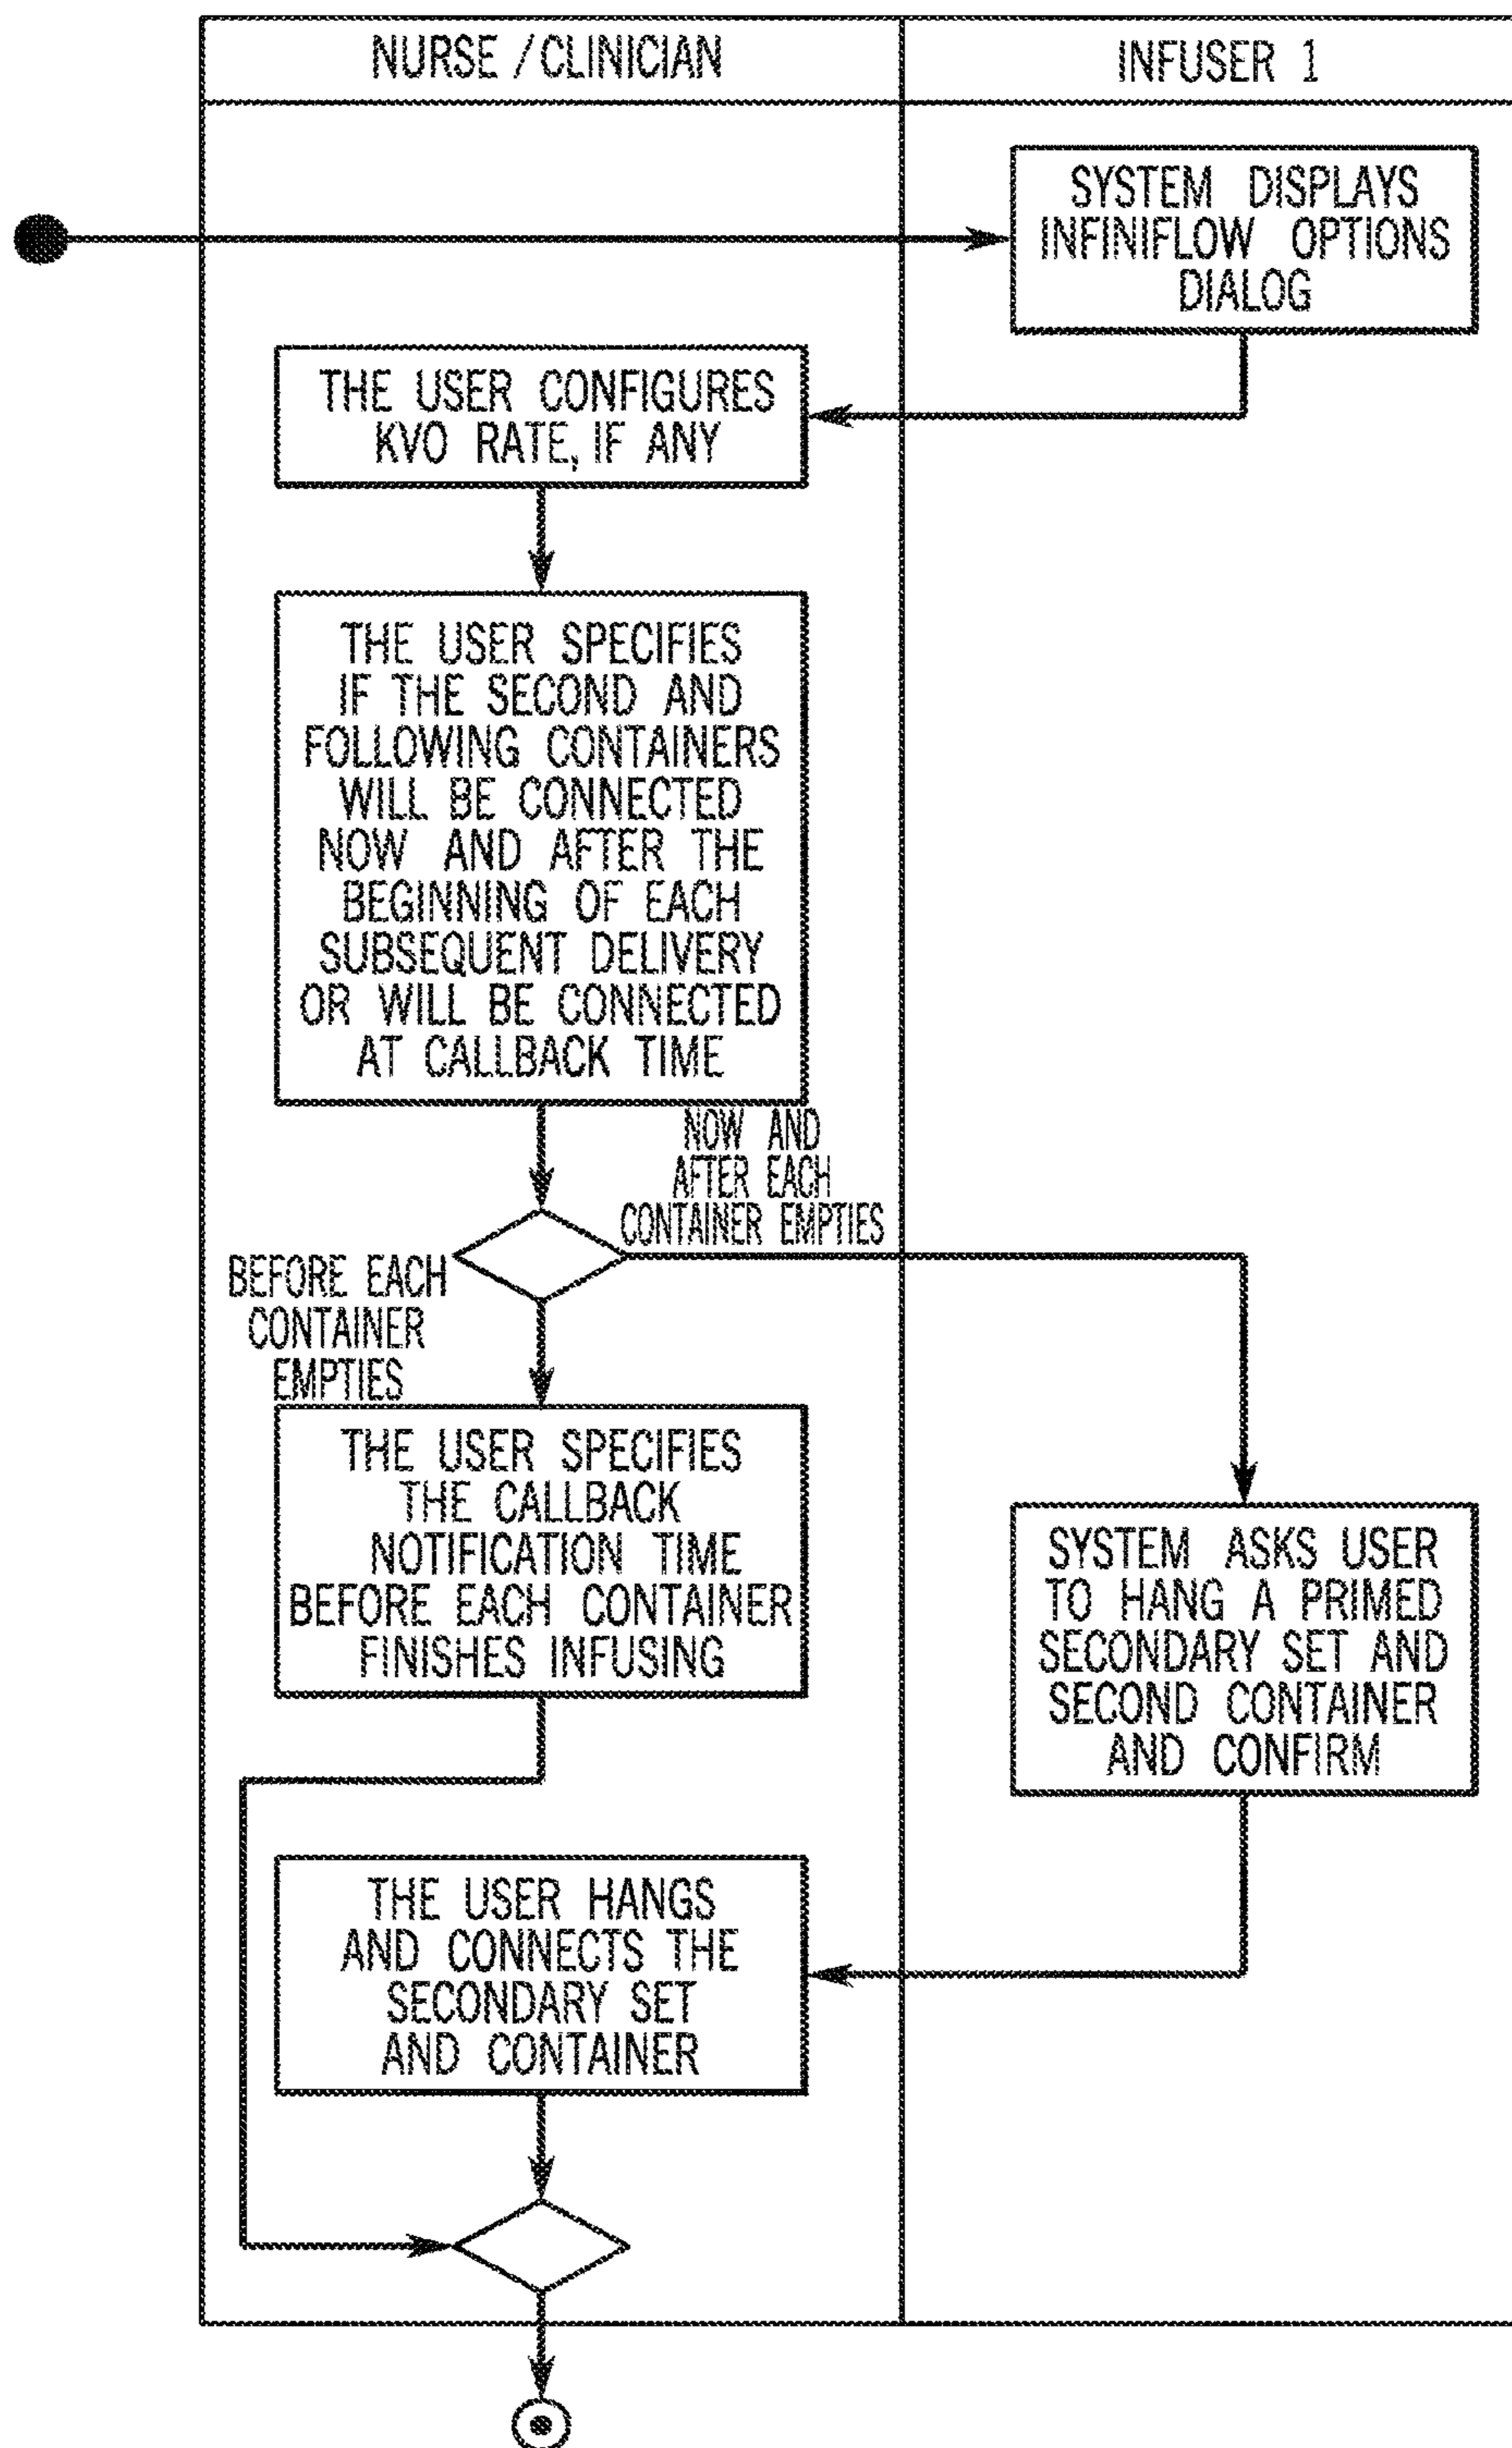 NURSE / CLINICIAN
INFUSER 1
SYSTEM DISPLAYS
INFINIFLOW OPTIONS
DIALOG
THE USER CONFIGURES
KVO RATE, IF ANY
THE USER SPECIFIES
IF THE SECOND AND
FOLLOWING CONTAINERS
WILL BE CONNECTED
NOW AND AFTER THE
BEGINNING OF EACH
SUBSEQUENT DELIVERY
OR WILL BE CONNECTED
AT CALLBACK TIME
NOW AND
AFTER EACH
CONTAINER EMPTIES
BEFORE EACH
CONTAINER
EMPTIES
THE USER SPECIFIES
THE CALLBACK
NOTIFICATION TIME
BEFORE EACH CONTAINER
FINISHES INFUSING
SYSTEM ASKS USER
TO HANG A PRIMED
SECONDARY SET AND
SECOND CONTAINER
AND CONFIRM
THE USER HANGS
AND CONNECTS THE
SECONDARY SET
AND CONTAINER